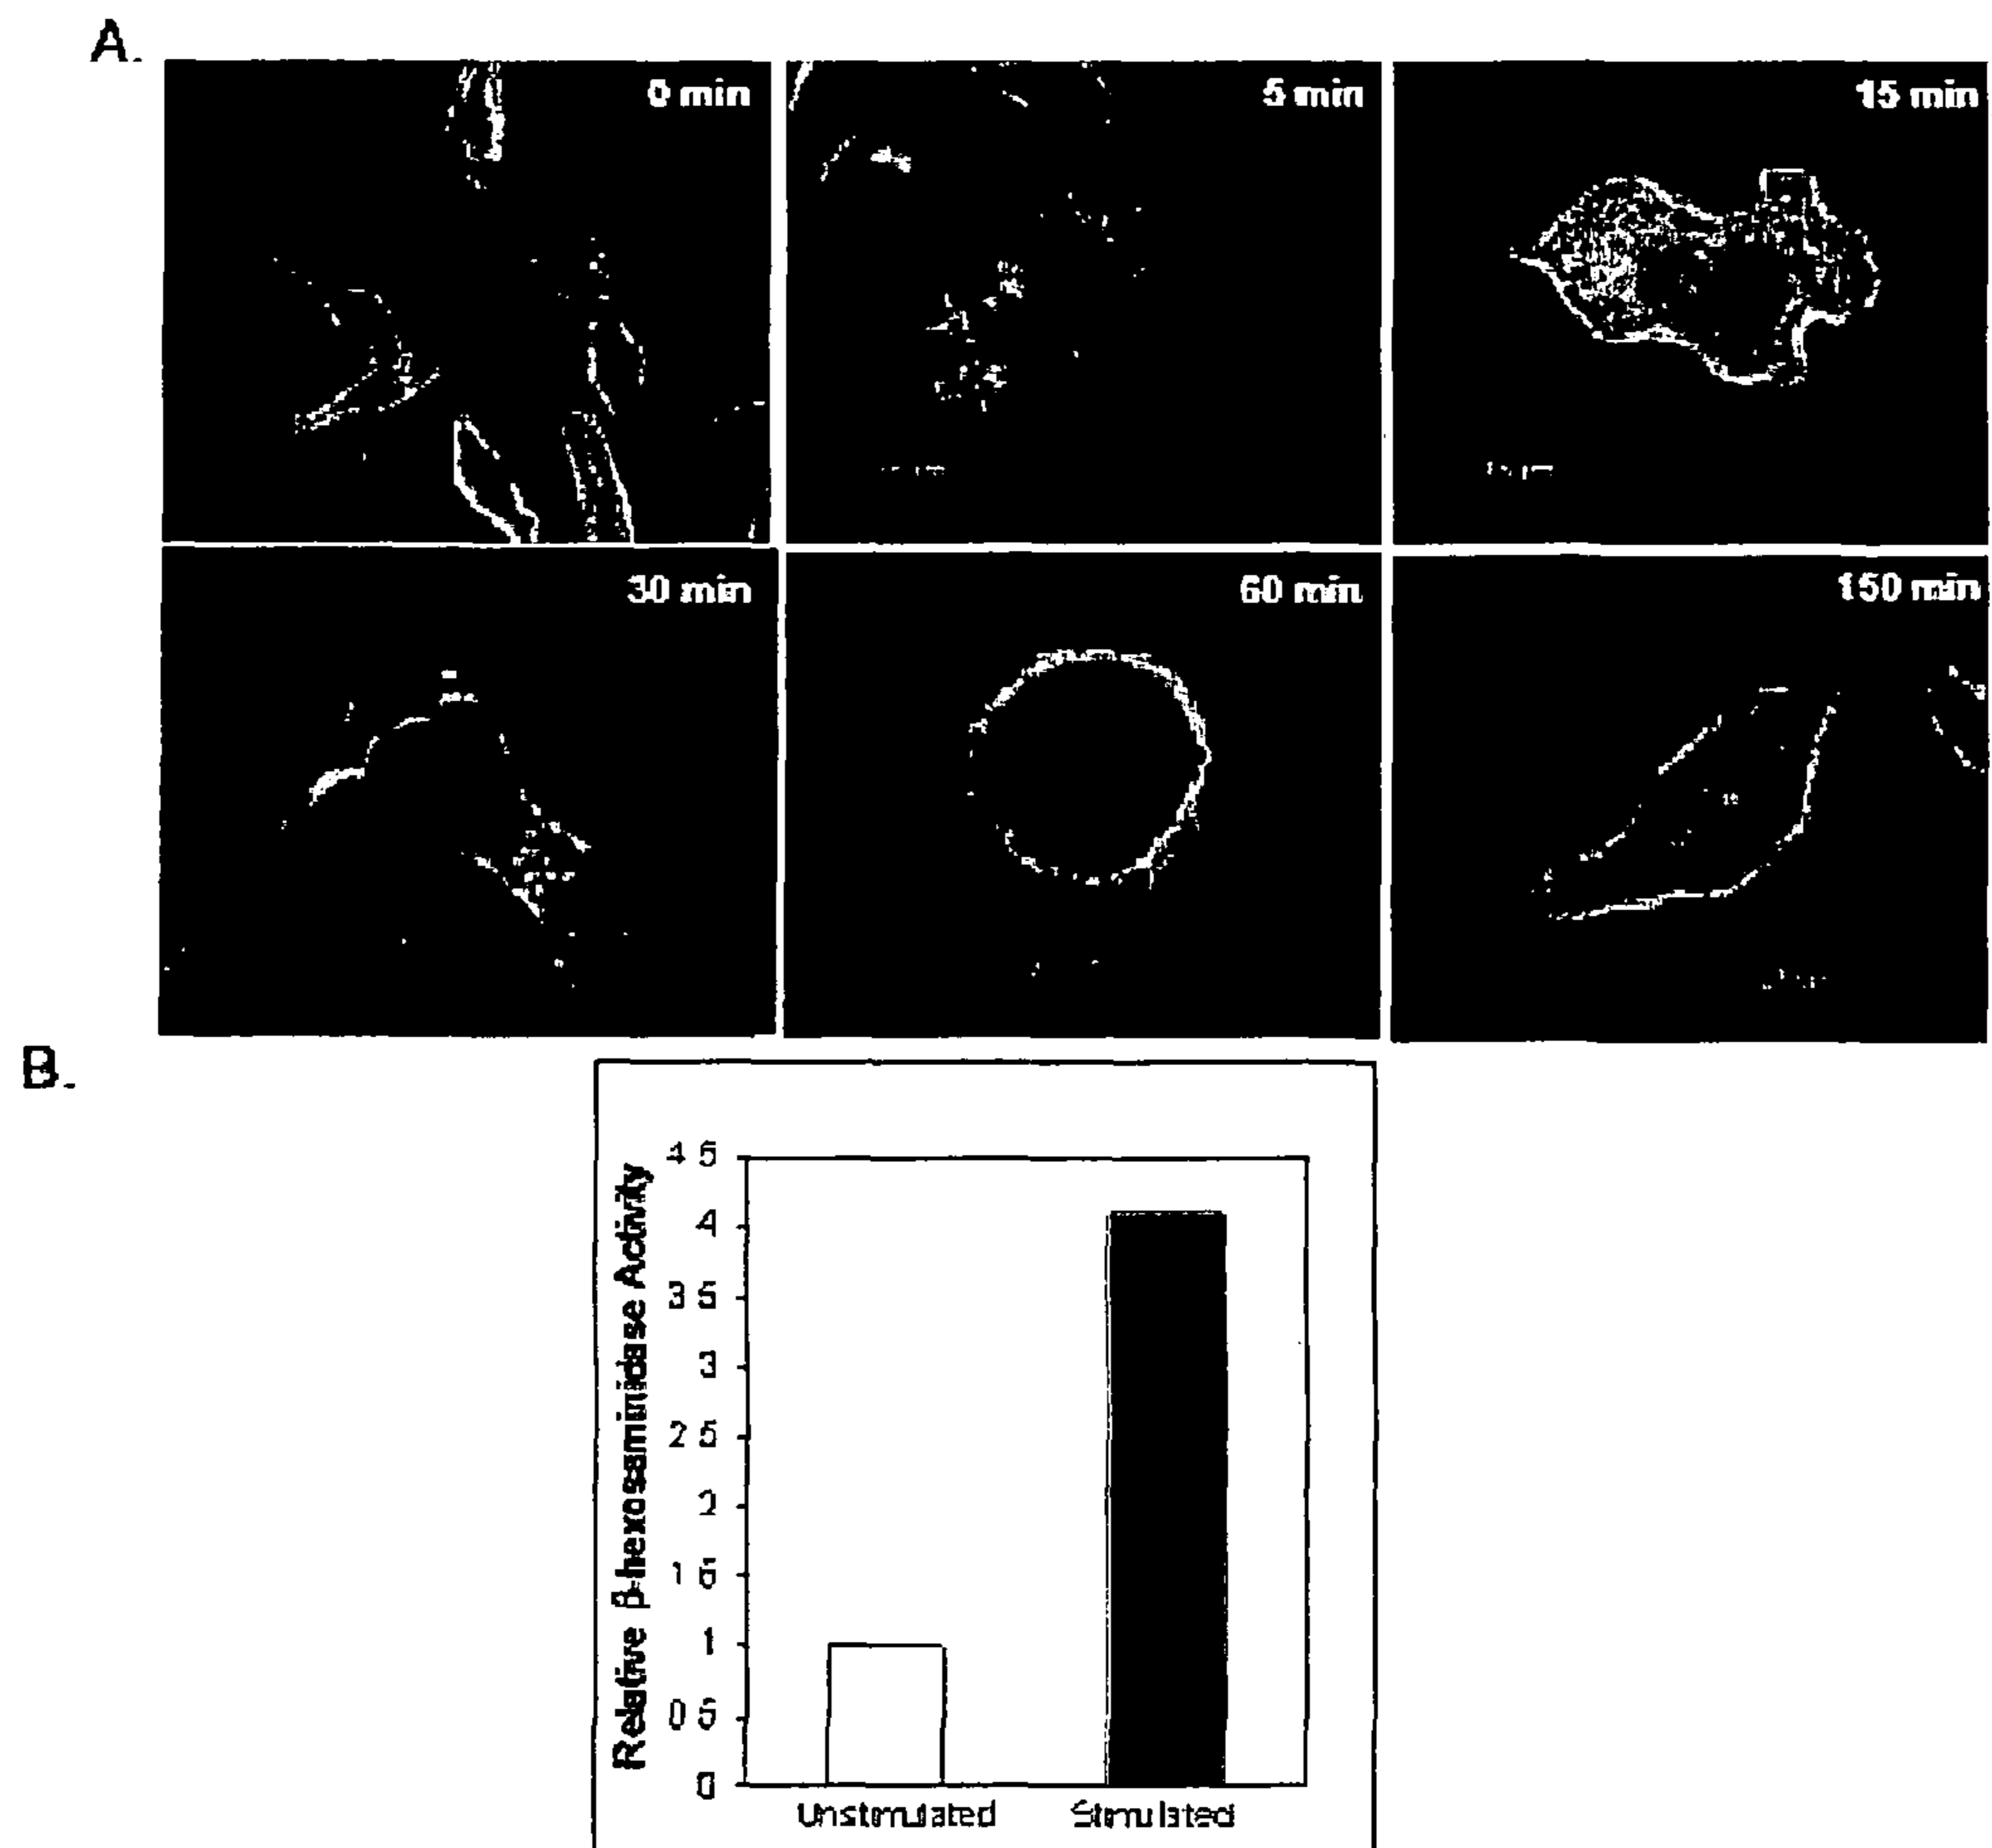 A.
0 min
5 min
15 min
30 min
60 min
150 min
B.
Relative β-hexosaminidase Activity
4 5
4
3 5
3
2 5
2
1 5
1
0 5
0
Unstimulated
Stimulated